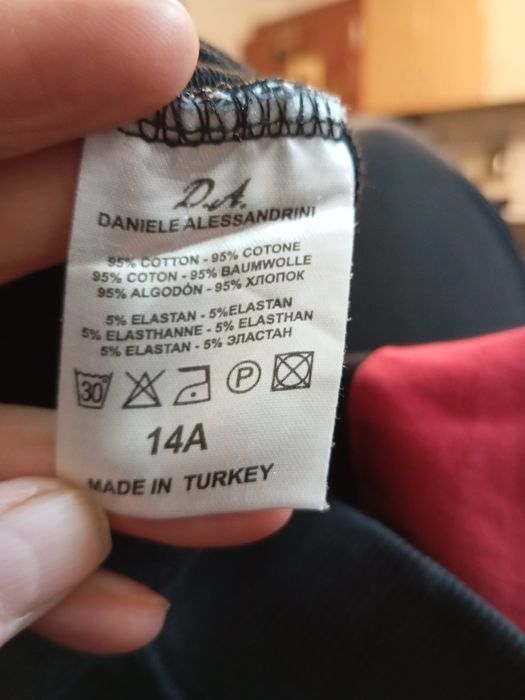 D.A.
DANIELE ALESSANDRINI
95% COTTON - 95% COTONE
95% COTON - 95% BAUMWOLLE
95% ALGODÓN - 95% ХЛОПОК
5% ELASTAN - 5%ELASTAN
5% ELASTHANNE - 5% ELASTHAN
5% ELASTAN - 5% ЭЛАСТАН
30° P
14A
MADE IN TURKEY